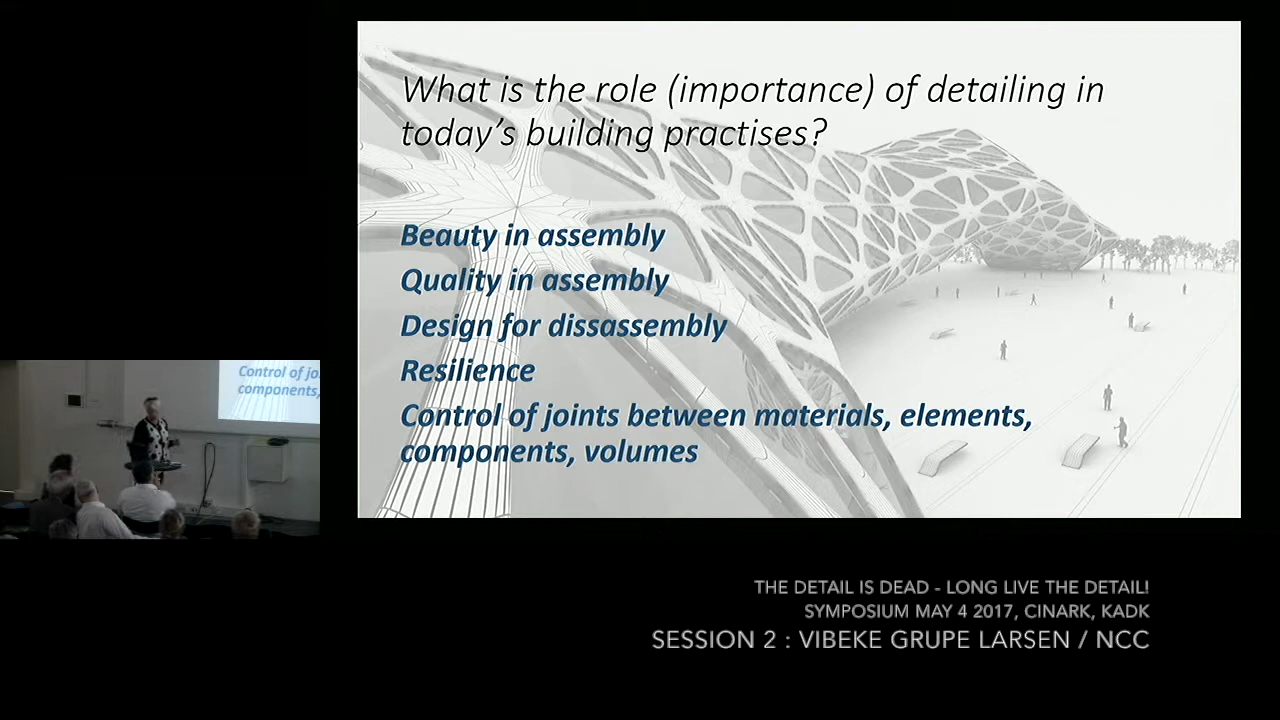 What is the role (importance) of detailing in
today's building practises?
Beauty in assembly
Quality in assembly
Design for dissassembly
Resilience
Control of joints between materials, elements,
components, volumes
Control of jo
components,
THE DETAIL IS DEAD - LONG LIVE THE DETAIL!
SYMPOSIUM MAY 4 2017, CINARK, KADK
SESSION 2 : VIBEKE GRUPE LARSEN / NCC